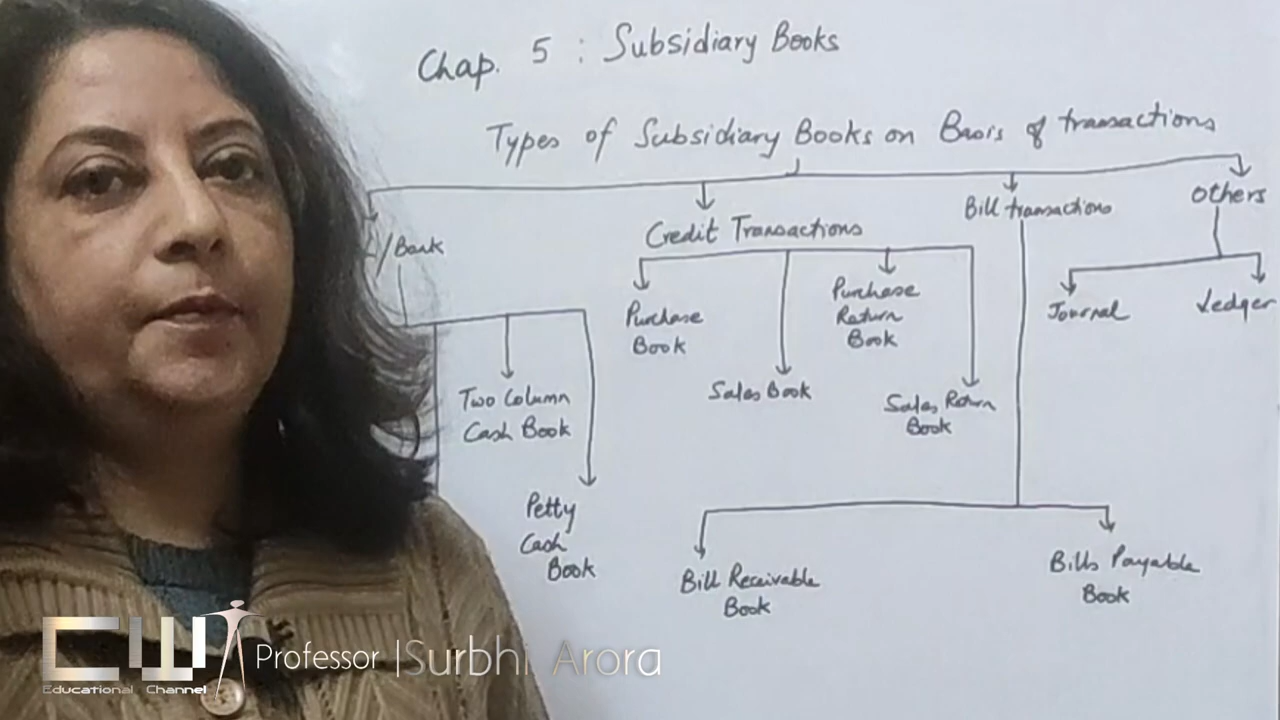 Chap. 5 : Subsidiary Books
Types of Subsidiary Books on Basis of transactions
/Bank
Credit Transactions
Bill transactions
Others
Two Column
Cash Book
Petty
Cash
Book
Purchase
Book
Sales Book
Purchase
Return
Book
Sales Return
Book
Bill Receivable
Book
Bills Payable
Book
Journal
Ledger
CW
Educational Channel
Professor | Surbhi Arora